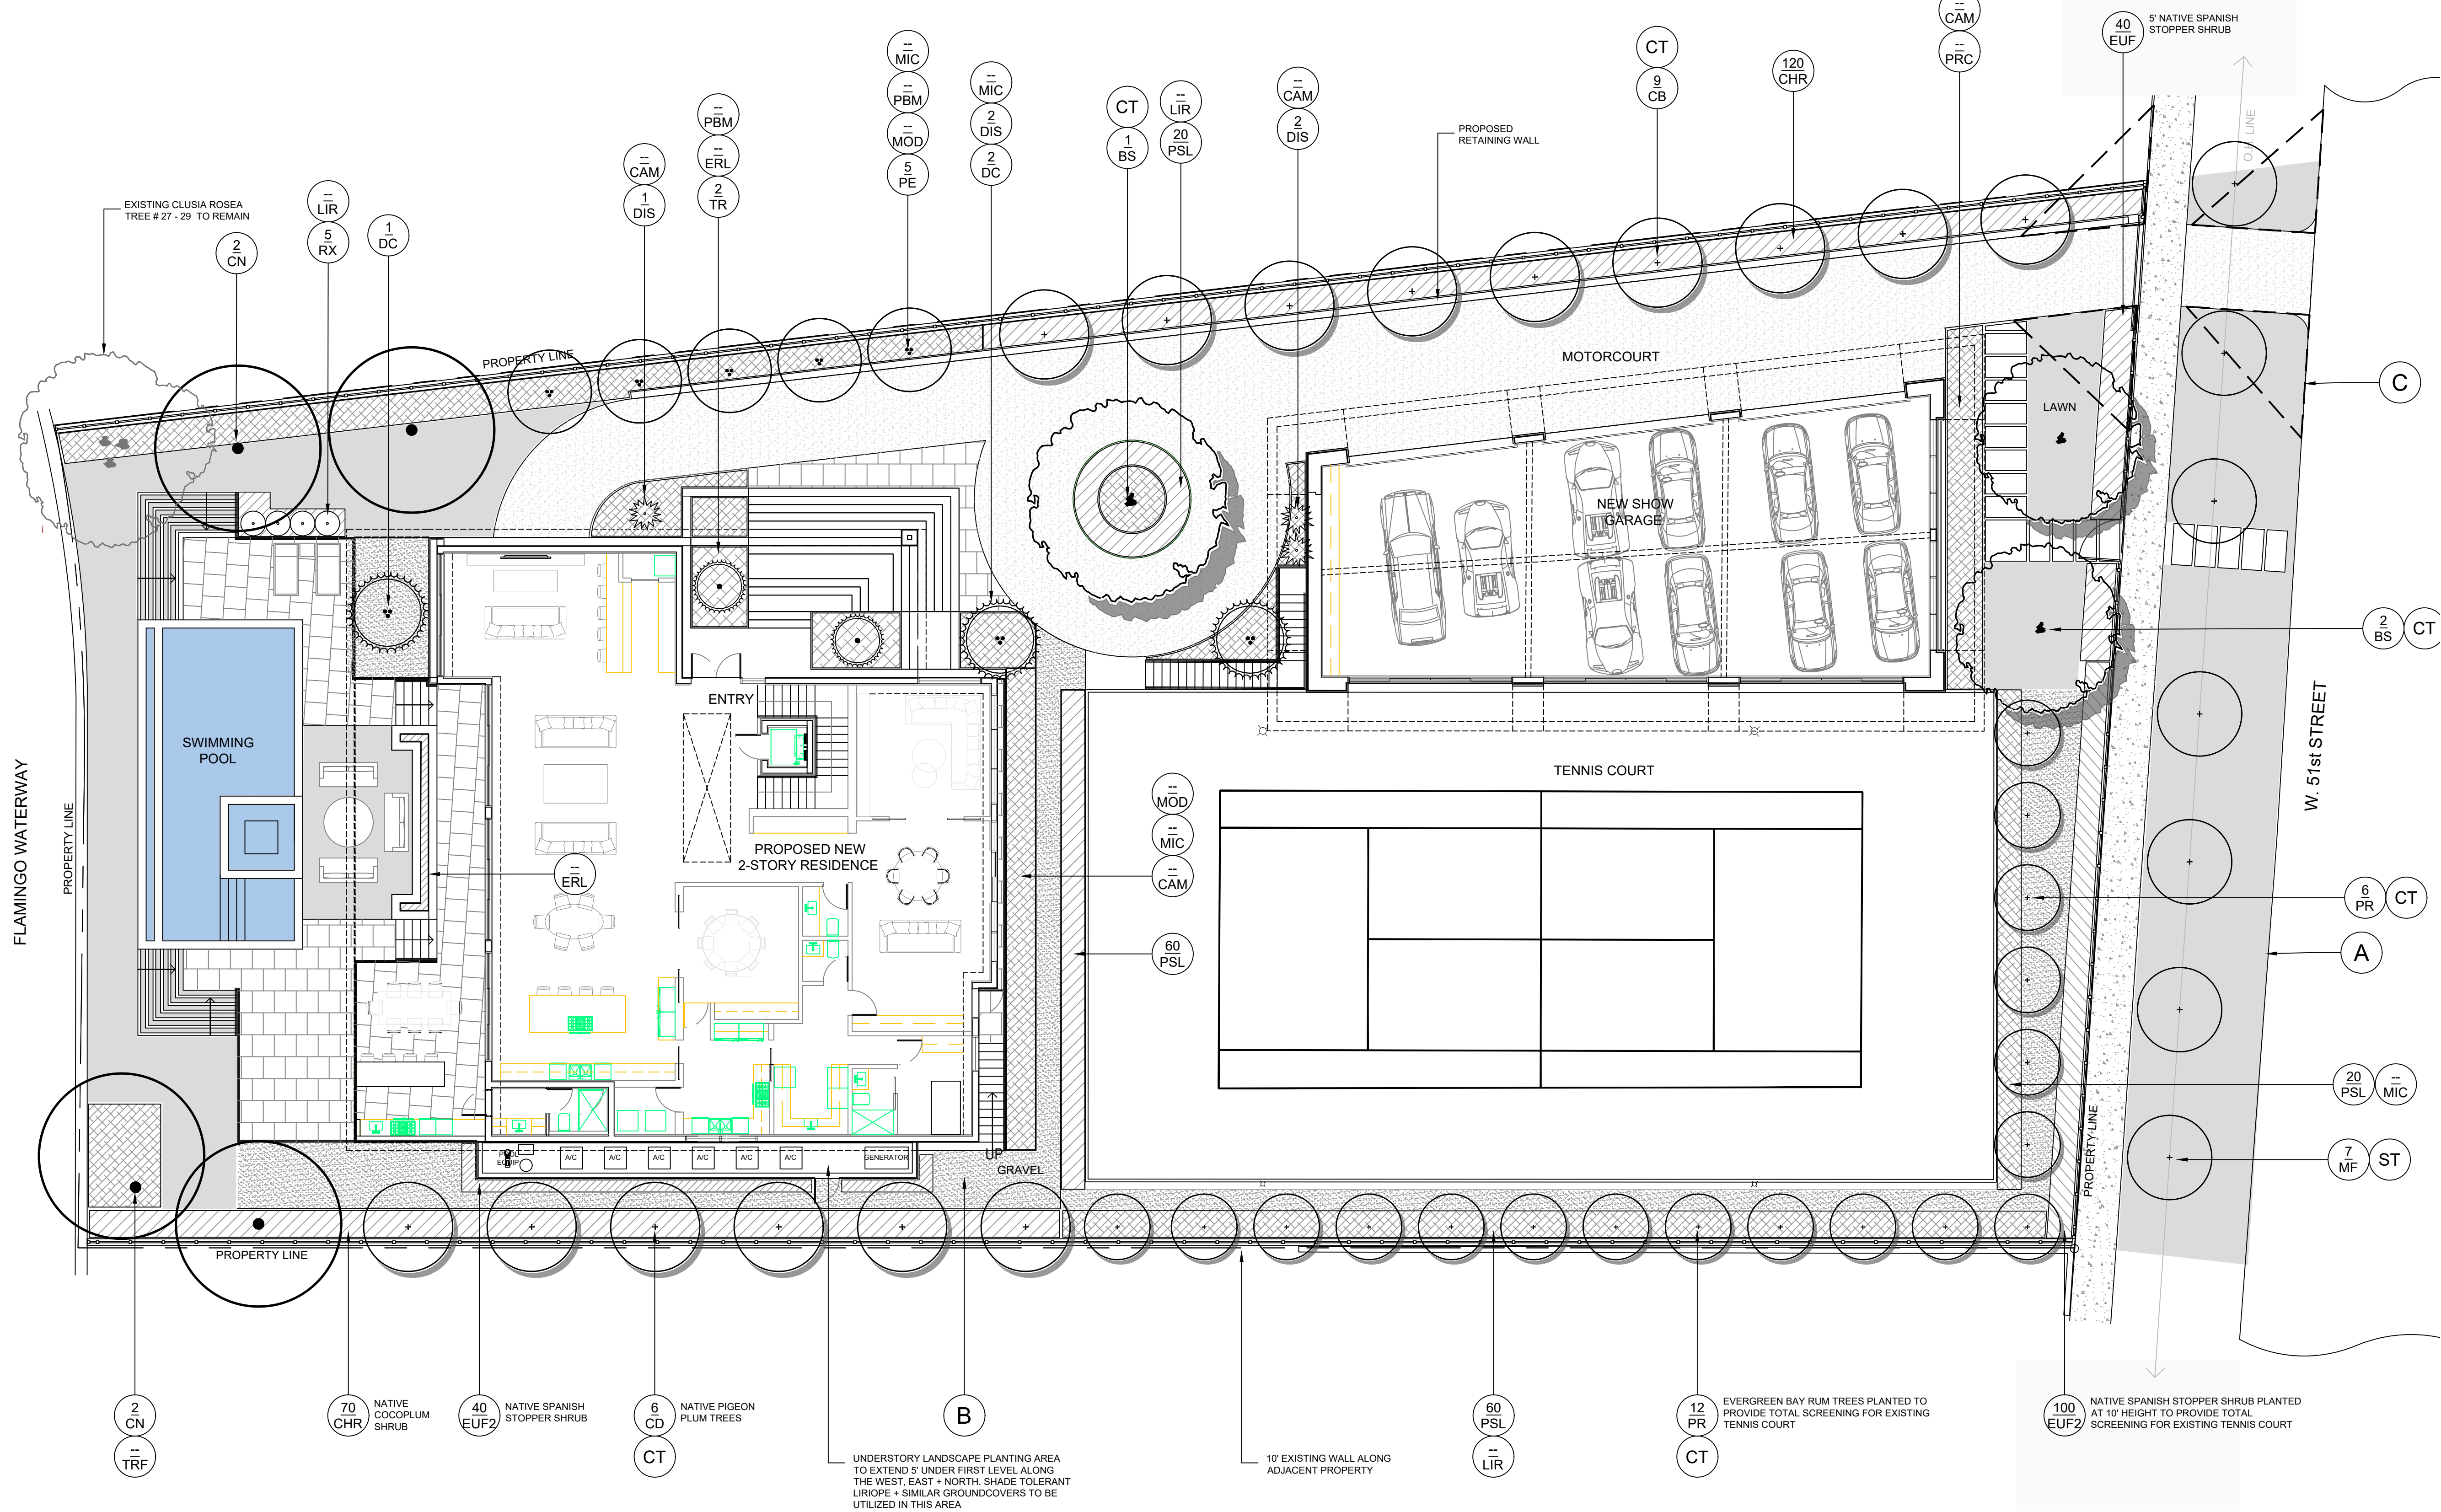 --
CAM
--
PRC
40
EUF
5' NATIVE SPANISH
STOPPER SHRUB
--
MIC
--
PBM
--
MOD
5
PE
--
MIC
2
DIS
2
DC
CT
1
BS
--
LIR
20
PSL
--
CAM
2
DIS
CT
9
CB
120
CHR
PROPOSED
RETAINING WALL
OH LINE
--
PBM
--
ERL
2
TR
--
CAM
1
DIS
EXISTING CLUSIA ROSEA
TREE # 27 - 29 TO REMAIN
2
CN
--
LIR
5
RX
1
DC
PROPERTY LINE
MOTORCOURT
LAWN
C
NEW SHOW
GARAGE
2
BS
CT
ENTRY
SWIMMING
POOL
FLAMINGO WATERWAY
PROPERTY LINE
W. 51st STREET
TENNIS COURT
--
MOD
--
MIC
--
CAM
PROPOSED NEW
2-STORY RESIDENCE
--
ERL
6
PR
CT
60
PSL
A
20
PSL
--
MIC
PROPERTY LINE
7
MF
ST
POOL
EQUIP
A/C
A/C
A/C
A/C
A/C
A/C
GENERATOR
UP
GRAVEL
PROPERTY LINE
2
CN
--
TRF
70
CHR
NATIVE
COCOPLUM
SHRUB
40
EUF2
NATIVE SPANISH
STOPPER SHRUB
6
CD
CT
NATIVE PIGEON
PLUM TREES
B
UNDERSTORY LANDSCAPE PLANTING AREA
TO EXTEND 5' UNDER FIRST LEVEL ALONG
THE WEST, EAST + NORTH. SHADE TOLERANT
LIRIOPE + SIMILAR GROUNDCOVERS TO BE
UTILIZED IN THIS AREA
10' EXISTING WALL ALONG
ADJACENT PROPERTY
60
PSL
--
LIR
12
PR
CT
EVERGREEN BAY RUM TREES PLANTED TO
PROVIDE TOTAL SCREENING FOR EXISTING
TENNIS COURT
100
EUF2
NATIVE SPANISH STOPPER SHRUB PLANTED
AT 10' HEIGHT TO PROVIDE TOTAL
SCREENING FOR EXISTING TENNIS COURT